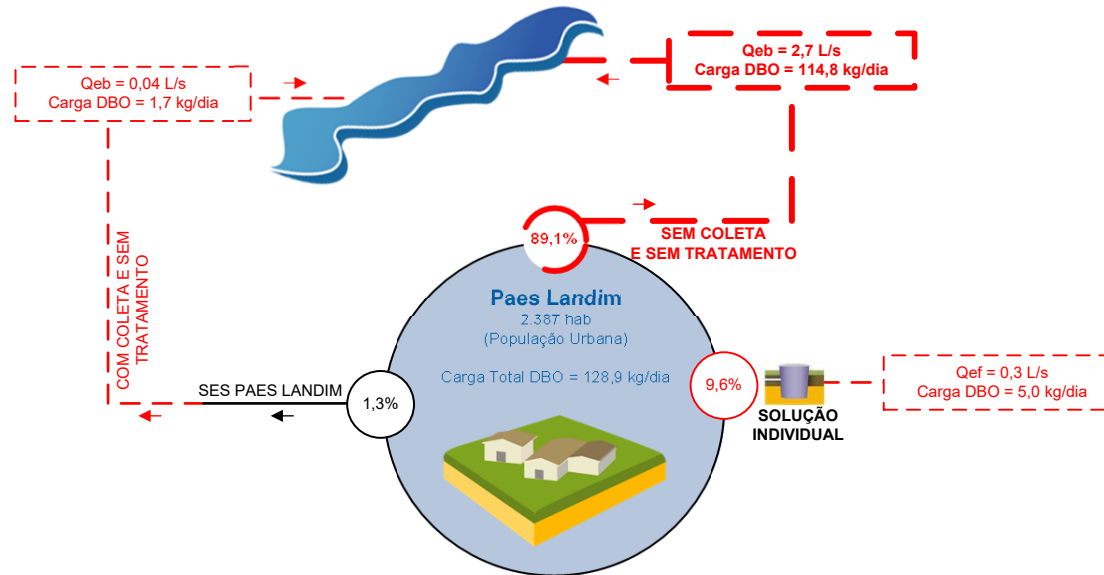 Qeb = 2,7 L/s
Carga DBO = 114,8 kg/dia
Qeb = 0,04 L/s
Carga DBO = 1,7 kg/dia
89,1%
SEM COLETA
E SEM TRATAMENTO
COM COLETA E SEM
TRATAMENTO
Paes Landim
2.387 hab
(População Urbana)
Carga Total DBO = 128,9 kg/dia
SES PAES LANDIM
1,3%
9,6%
SOLUÇÃO
INDIVIDUAL
Qef = 0,3 L/s
Carga DBO = 5,0 kg/dia